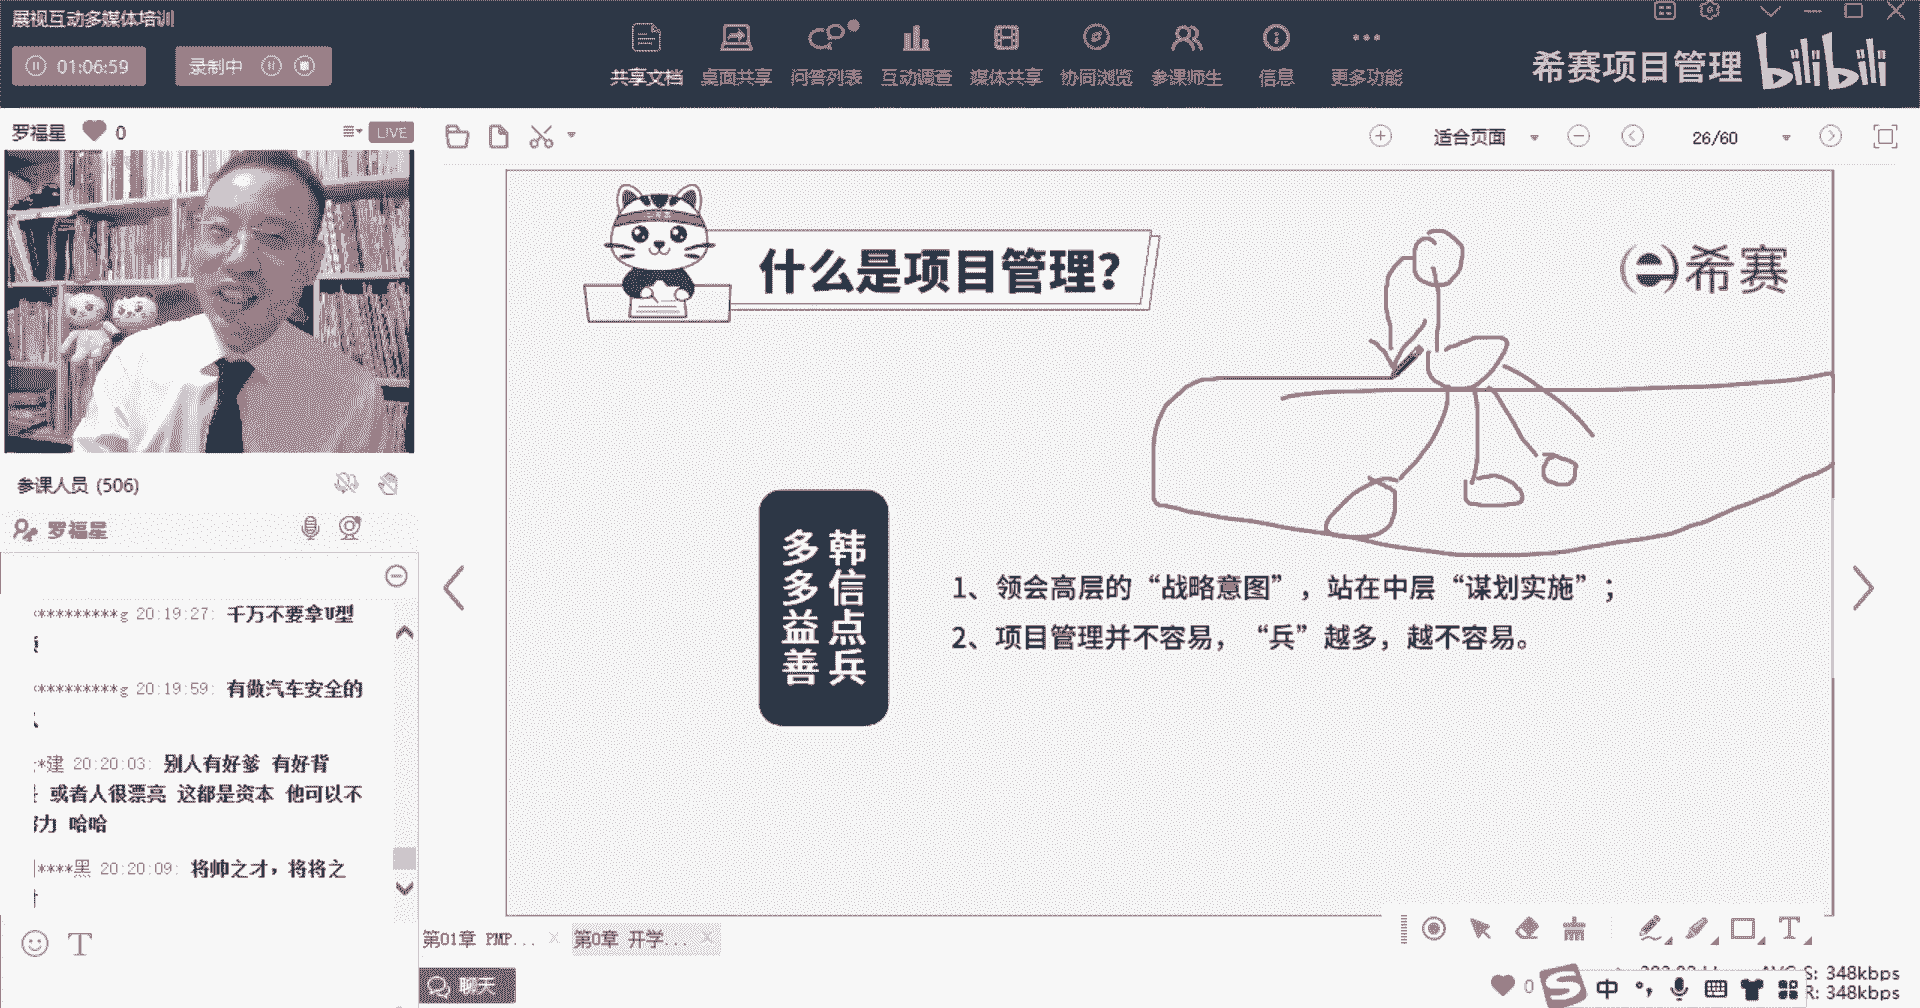 展视互动多媒体培训
01:06:59
录制中
共享文档 桌面共享 问答列表 互动调查 媒体共享 协同浏览 参课师生 信息 更多功能
希赛项目管理 bilibili
罗福星 0
LIVE
适合页面
26/60
什么是项目管理?
希赛
韩信点兵
多多益善
1、领会高层的“战略意图”，站在中层“谋划实施”；
2、项目管理并不容易，“兵”越多，越不容易。
参课人员 (506)
罗福星
*********g 20:19:27: 千万不要拿U型
*********g 20:19:59: 有做汽车安全的
*建 20:20:03: 别人有好爹 有好背
或者人很漂亮 这都是资本 他可以不
力 哈哈
****黑 20:20:09: 将帅之才，将将之
第01章 PMP... × 第0章 开学... ×
聊天
0
中
S: 348kbps
R: 348kbps